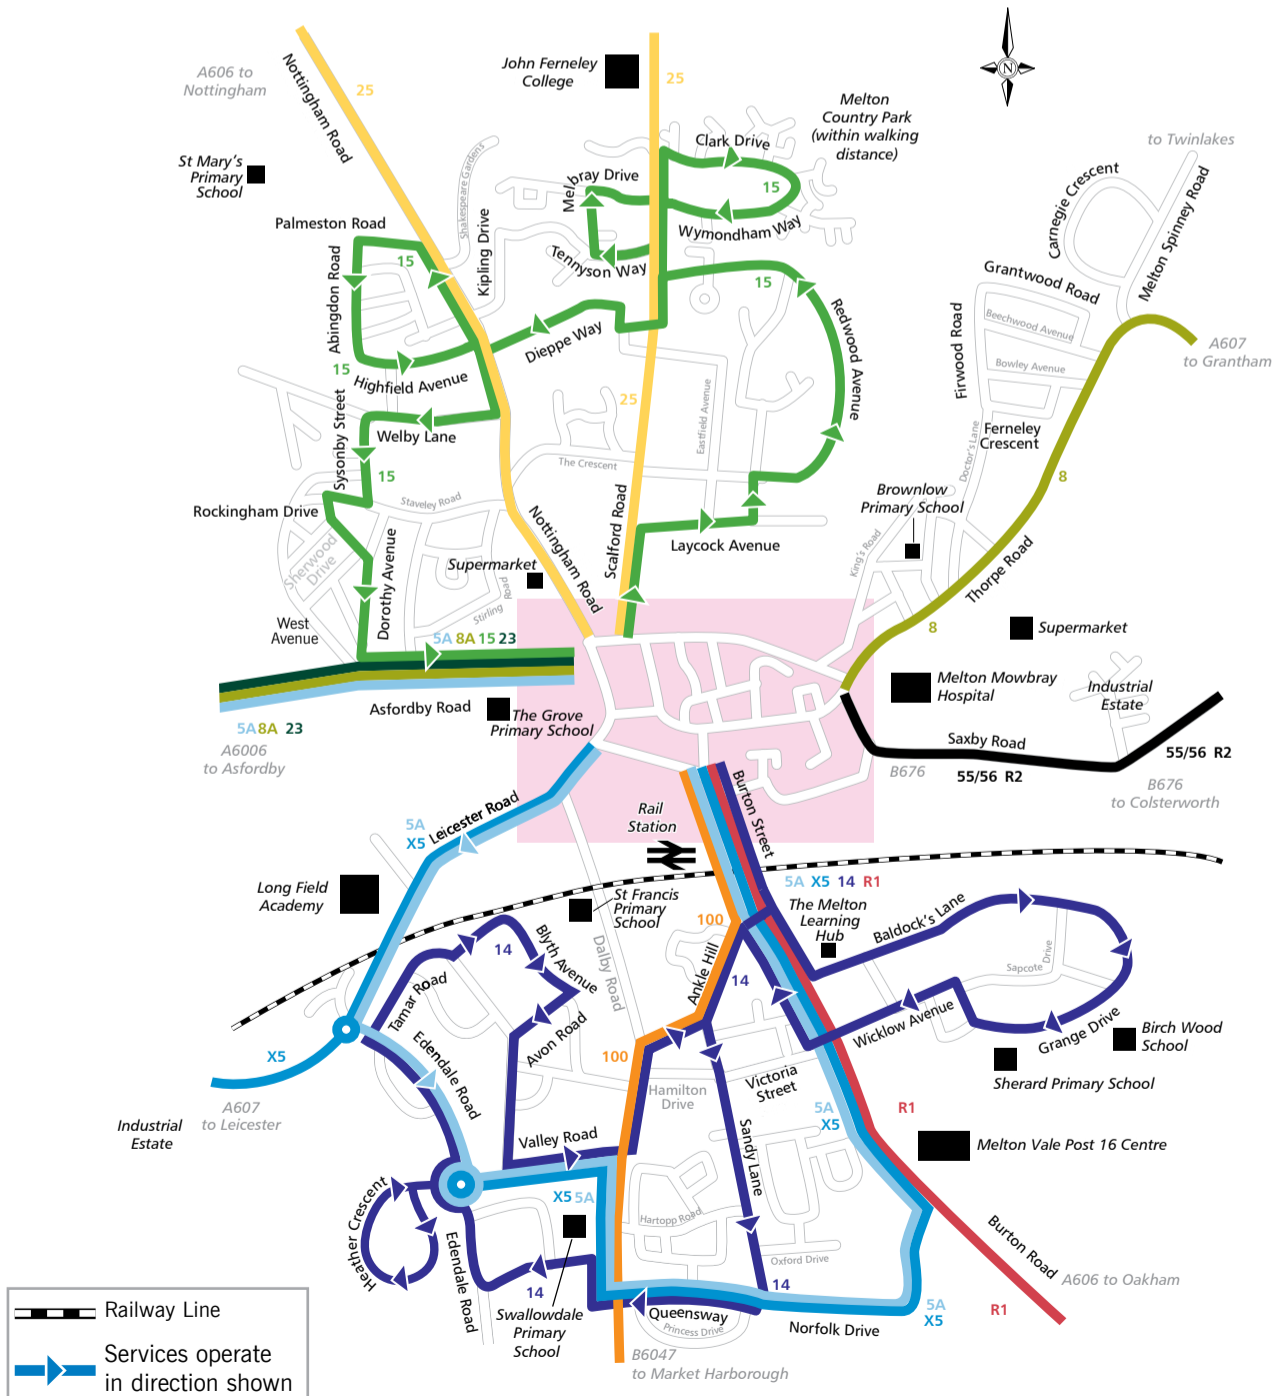 A606 to
Nottingham
Nottingham Road
25
John Ferneley
College
25
Melton
Country Park
(within walking
distance)
N
to Twinlakes
St Mary's
Primary
School
Shakespeare Gardens
Clark Drive
15
Melbray Drive
Wymondham Way
Carnegie Crescent
Melton Spinney Road
Palmeston Road
15
Kipling Drive
Tennyson Way
15
Grantwood Road
Abingdon Road
Dieppe Way
Redwood Avenue
Firwood Road
Beechwood Avenue
Bowley Avenue
A607
to Grantham
15
Highfield Avenue
25
Eastfield Avenue
Sysonby Street
Welby Lane
Ferneley
Crescent
Doctor's Lane
The Crescent
15
8
Staveley Road
Rockingham Drive
Brownlow
Primary School
Scalford Road
Nottingham Road
Laycock Avenue
King's Road
Sherwood
Drive
Dorothy Avenue
Supermarket
Stirling
Road
Thorpe Road
West
Avenue
5A 8A 15 23
8
Supermarket
Melton Mowbray
Hospital
Industrial
Estate
Asfordby Road
The Grove
Primary School
5A 8A 23
A6006
to Asfordby
Saxby Road
55/56 R2
B676
55/56 R2
B676
to Colsterworth
Burton Street
Rail
Station
5A
X5
Leicester Road
5A X5 14 R1
Long Field
Academy
St Francis
Primary
School
The Melton
Learning
Hub
Baldock's Lane
100
14
Blyth Avenue
Dalby Road
Ankle Hill
14
Sapcote
Drive
Tamar Road
Avon Road
Wicklow Avenue
Grange Drive
Birch Wood
School
X5
Edendale Road
100
Sherard Primary School
A607
to Leicester
Hamilton
Drive
Victoria
Street
5A
X5
R1
Industrial
Estate
Valley Road
Sandy Lane
Melton Vale Post 16 Centre
X5 5A
Heather Crescent
Hartopp Road
Edendale Road
Oxford Drive
Burton Road
14
14
A606 to Oakham
Swallowdale
Primary
School
Queensway
Princess Drive
Norfolk Drive
5A
X5
R1
B6047
to Market Harborough
Railway Line
Services operate
in direction shown